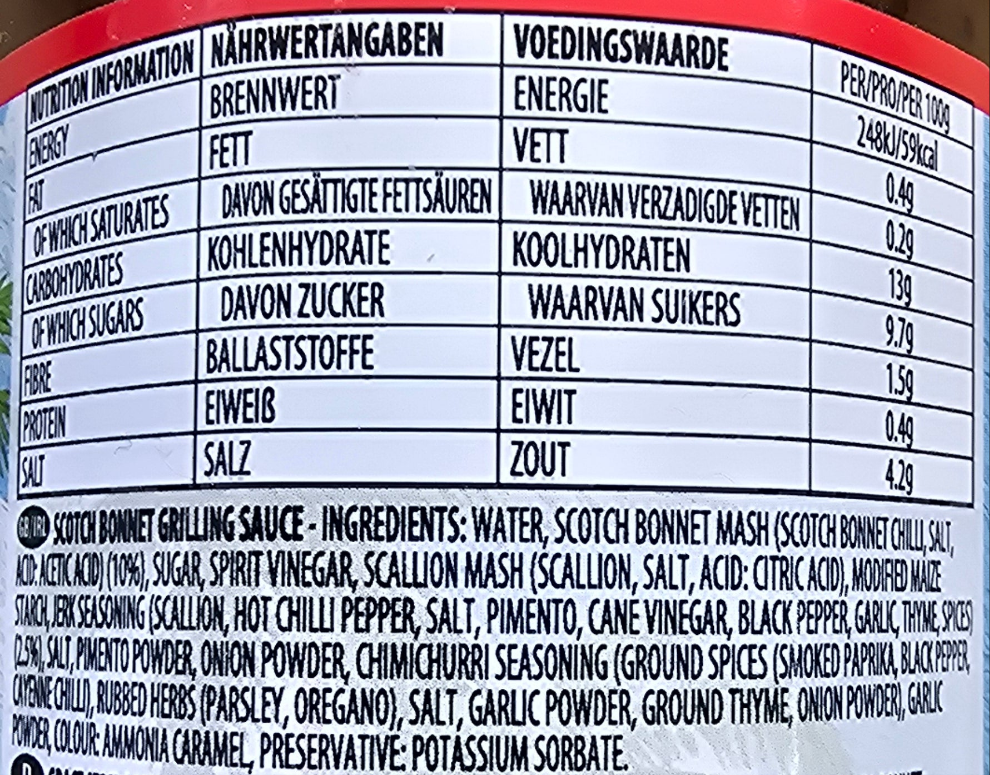 NUTRITION INFORMATION NÄHRWERTANGABEN VOEDINGSWAARDE PER/PRO/PER 100g
ENERGY BRENNWERT ENERGIE 248kJ/59kcal
FAT FETT VETT 0.4g
OF WHICH SATURATES DAVON GESÄTTIGTE FETTSÄUREN WAARVAN VERZADIGDE VETTEN 0.2g
CARBOHYDRATES KOHLENHYDRATE KOOLHYDRATEN 13g
OF WHICH SUGARS DAVON ZUCKER WAARVAN SUIKERS 9.7g
FIBRE BALLASTSTOFFE VEZEL 1.5g
PROTEIN EIWEIß EIWIT 0.4g
SALT SALZ ZOUT 4.2g
GB/IRL SCOTCH BONNET GRILLING SAUCE - INGREDIENTS: WATER, SCOTCH BONNET MASH (SCOTCH BONNET CHILLI, SALT,
ACID: ACETIC ACID) (10%), SUGAR, SPIRIT VINEGAR, SCALLION MASH (SCALLION, SALT, ACID: CITRIC ACID), MODIFIED MAIZE
STARCH, JERK SEASONING (SCALLION, HOT CHILLI PEPPER, SALT, PIMENTO, CANE VINEGAR, BLACK PEPPER, GARLIC, THYME, SPICES)
(2.5%), SALT, PIMENTO POWDER, ONION POWDER, CHIMICHURRI SEASONING (GROUND SPICES (SMOKED PAPRIKA, BLACK PEPPER,
CAYENNE CHILLI), RUBBED HERBS (PARSLEY, OREGANO), SALT, GARLIC POWDER, GROUND THYME, ONION POWDER), GARLIC
POWDER, COLOUR: AMMONIA CARAMEL, PRESERVATIVE: POTASSIUM SORBATE.